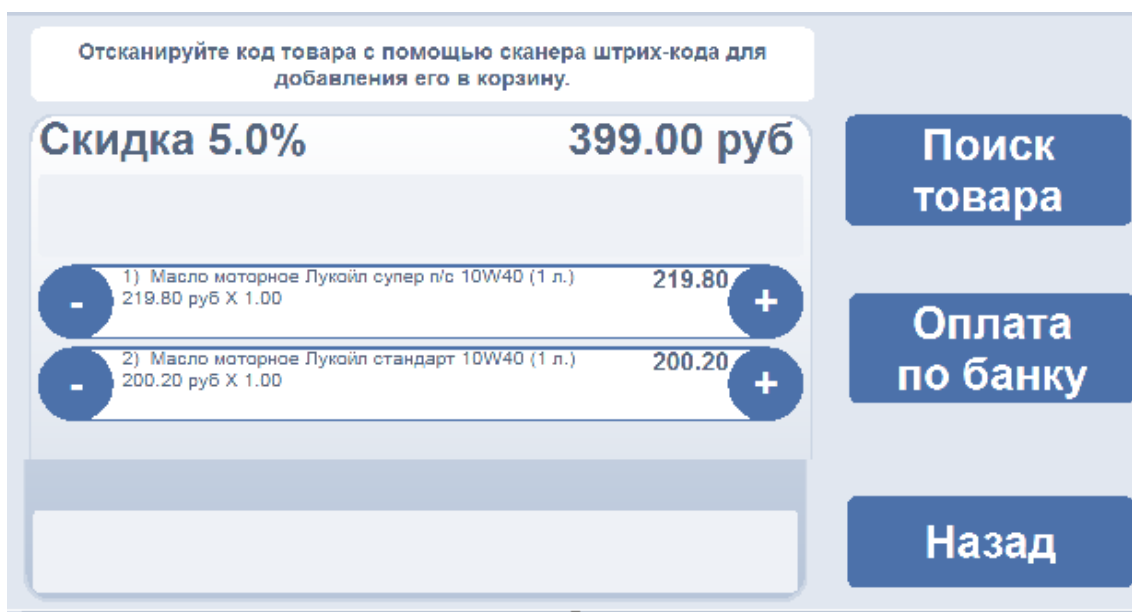 Отсканируйте код товара с помощью сканера штрих-кода для
добавления его в корзину.
Скидка 5.0% 399.00 руб
1) Масло моторное Лукойл супер п/с 10W40 (1 л.) 219.80
219.80 руб X 1.00
- +
2) Масло моторное Лукойл стандарт 10W40 (1 л.) 200.20
200.20 руб X 1.00
- +
Поиск
товара
Оплата
по банку
Назад